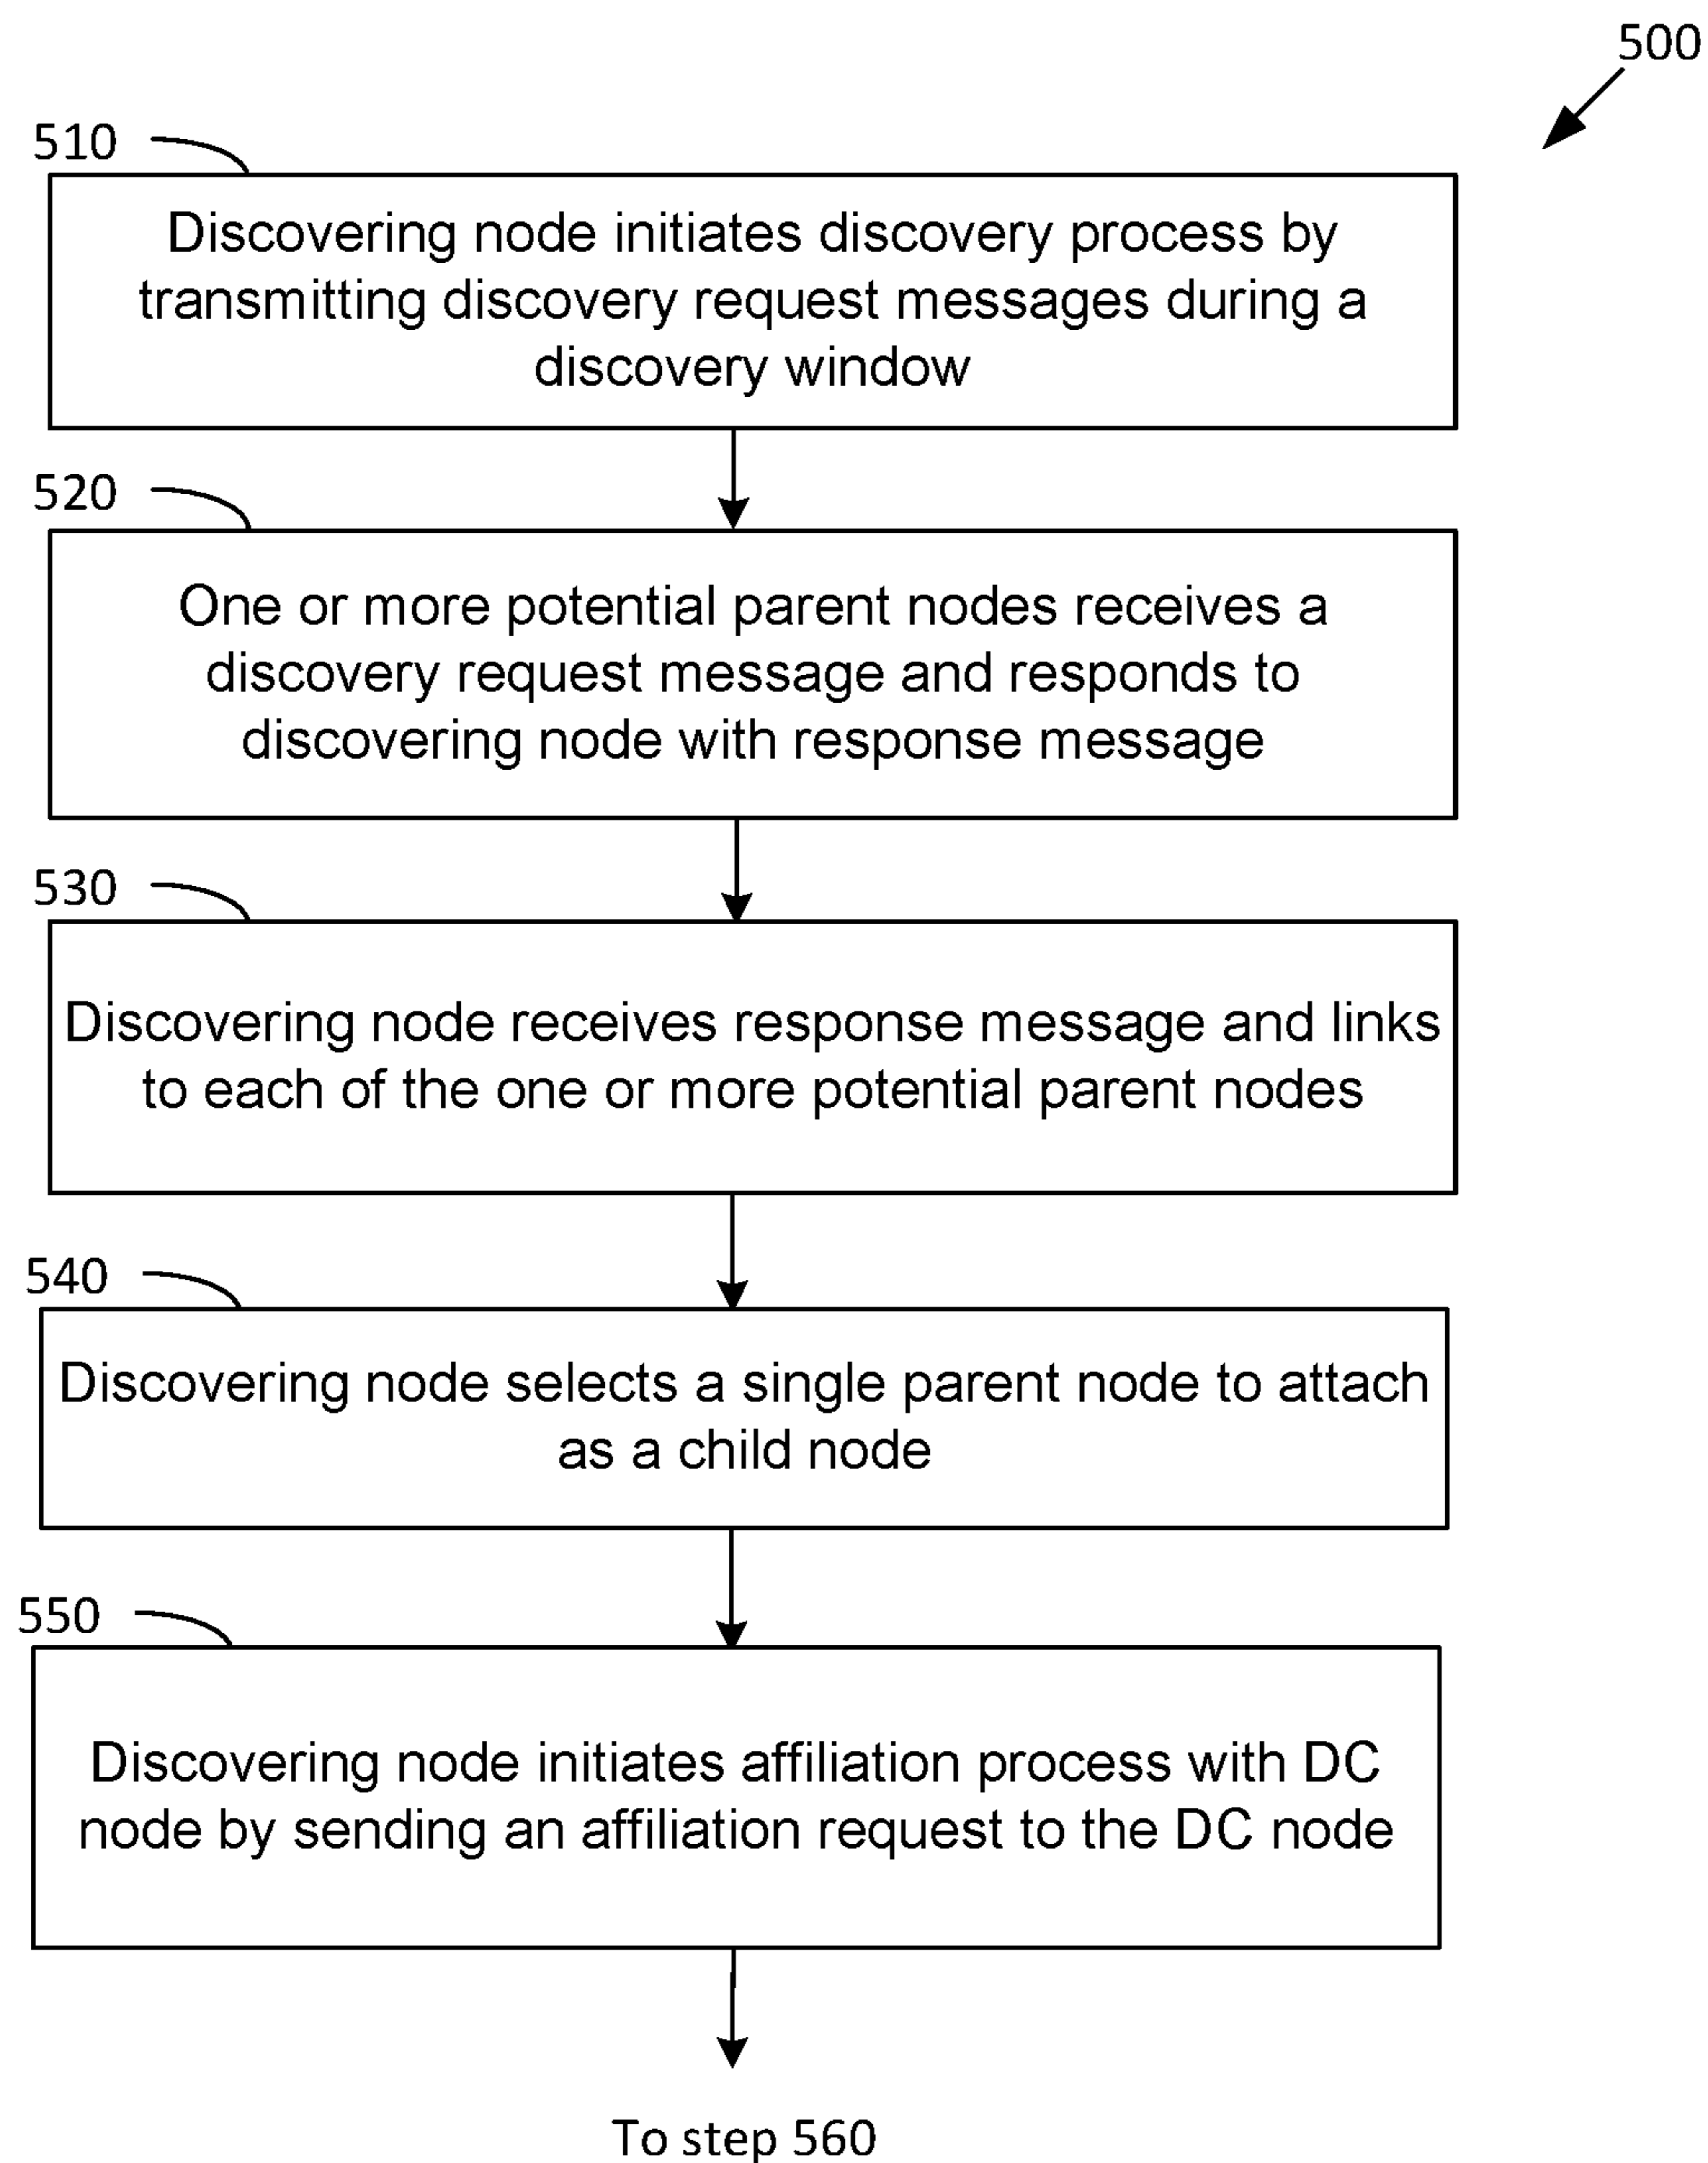 500
510
Discovering node initiates discovery process by
transmitting discovery request messages during a
discovery window
520
One or more potential parent nodes receives a
discovery request message and responds to
discovering node with response message
530
Discovering node receives response message and links
to each of the one or more potential parent nodes
540
Discovering node selects a single parent node to attach
as a child node
550
Discovering node initiates affiliation process with DC
node by sending an affiliation request to the DC node
To step 560